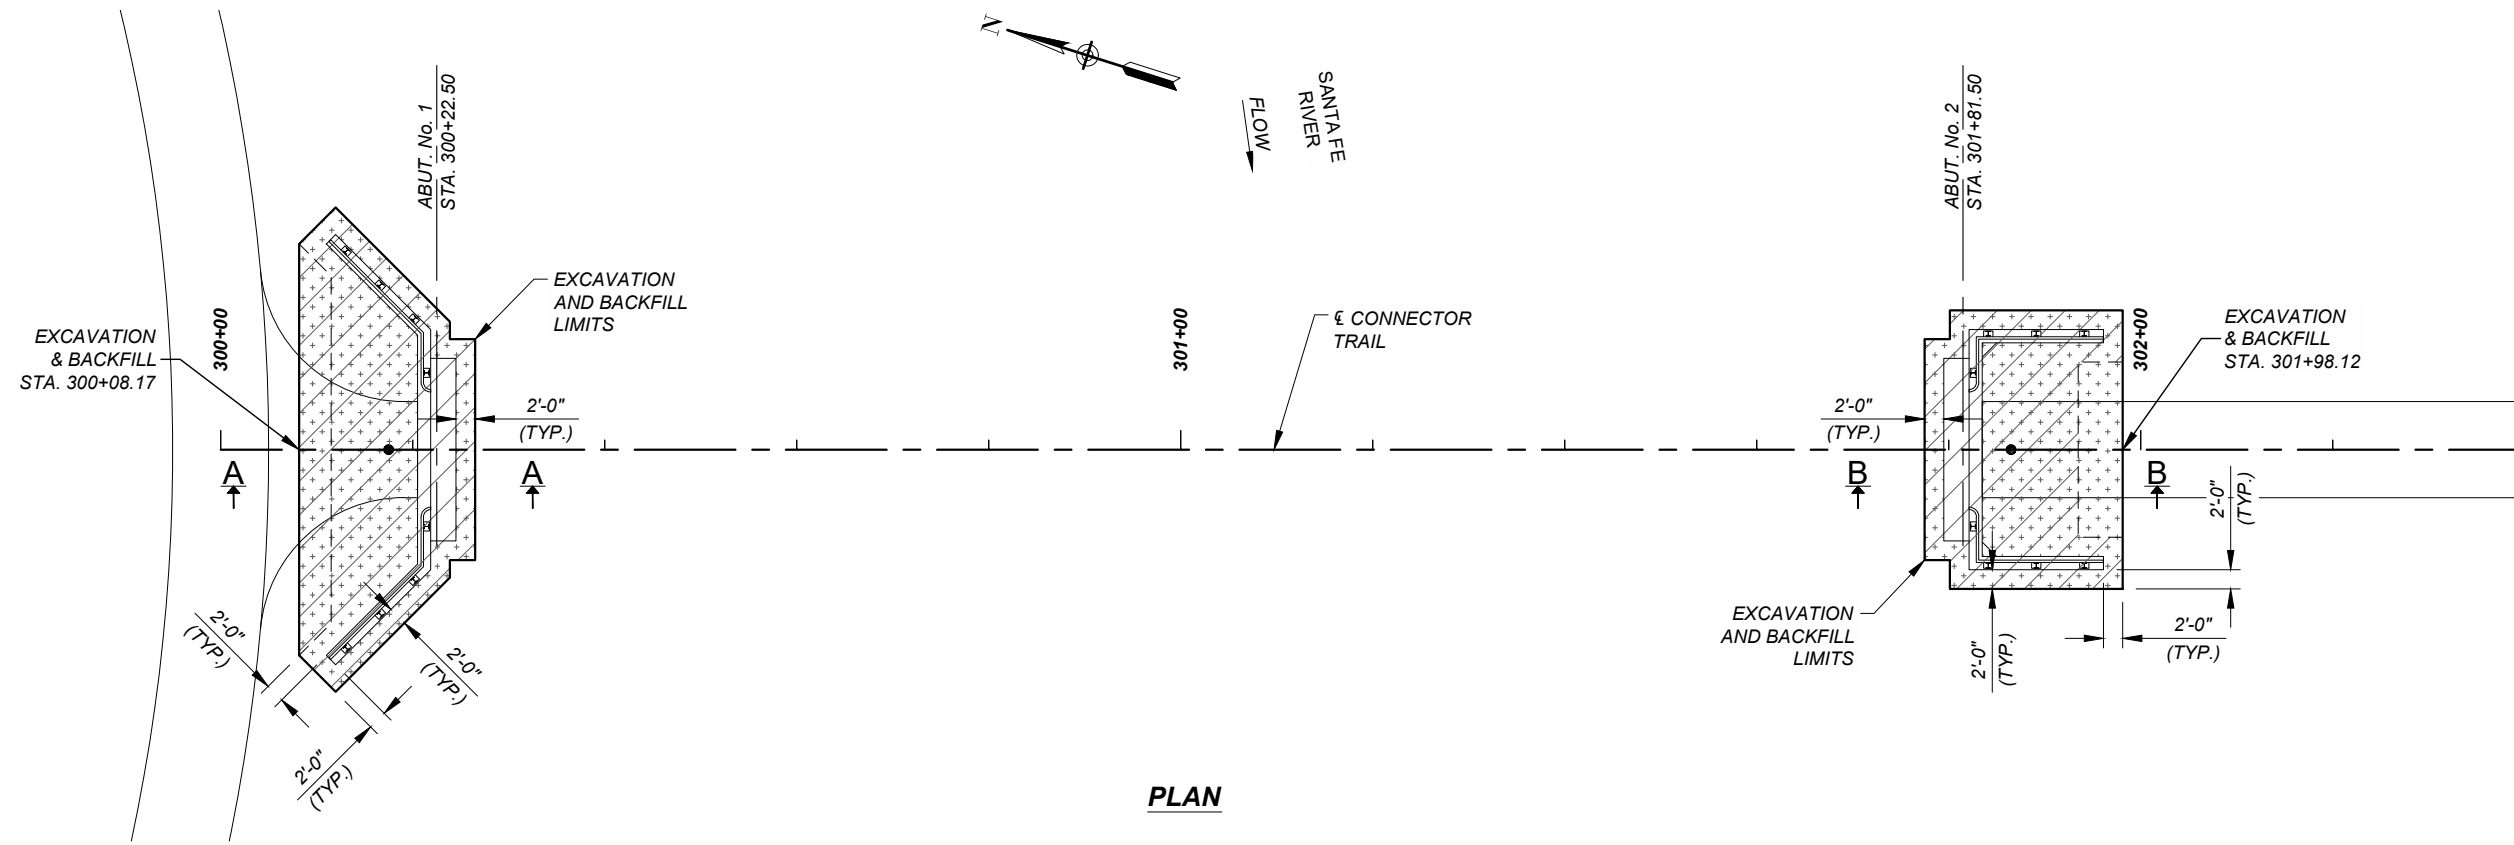 N
SANTA FE
RIVER
FLOW
ABUT. No. 1
STA. 300+22.50
ABUT. No. 2
STA. 301+81.50
EXCAVATION
AND BACKFILL
LIMITS
EXCAVATION
& BACKFILL
STA. 300+08.17
300+00
301+00
℄ CONNECTOR
TRAIL
302+00
EXCAVATION
& BACKFILL
STA. 301+98.12
2'-0"
(TYP.)
2'-0"
(TYP.)
A
A
B
B
2'-0"
(TYP.)
2'-0"
(TYP.)
2'-0"
(TYP.)
2'-0"
(TYP.)
EXCAVATION
AND BACKFILL
LIMITS
2'-0"
(TYP.)
2'-0"
(TYP.)
PLAN